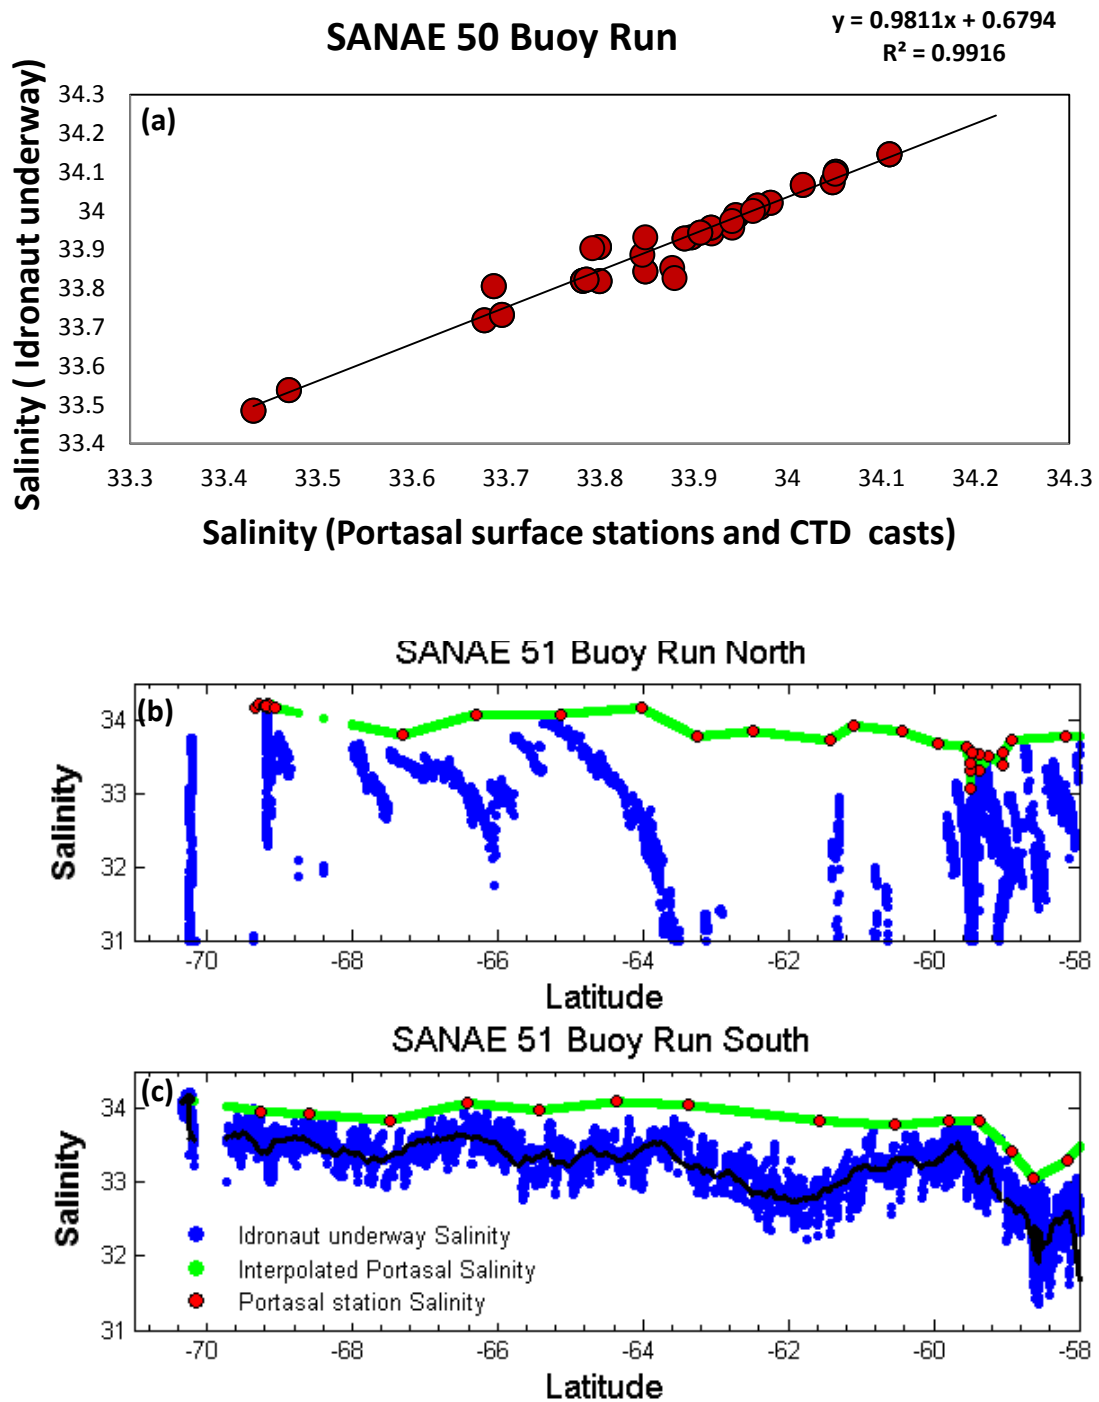 SANAE 50 Buoy Run
y = 0.9811x + 0.6794
R² = 0.9916
(a)
Salinity ( Idronaut underway)
34.3
34.2
34.1
34
33.9
33.8
33.7
33.6
33.5
33.4
33.3 33.4 33.5 33.6 33.7 33.8 33.9 34 34.1 34.2 34.3
Salinity (Portasal surface stations and CTD casts)
SANAE 51 Buoy Run North
(b)
Salinity
34
33
32
31
-70 -68 -66 -64 -62 -60 -58
Latitude
SANAE 51 Buoy Run South
(c)
Salinity
34
33
32
31
Idronaut underway Salinity
Interpolated Portasal Salinity
Portasal station Salinity
-70 -68 -66 -64 -62 -60 -58
Latitude